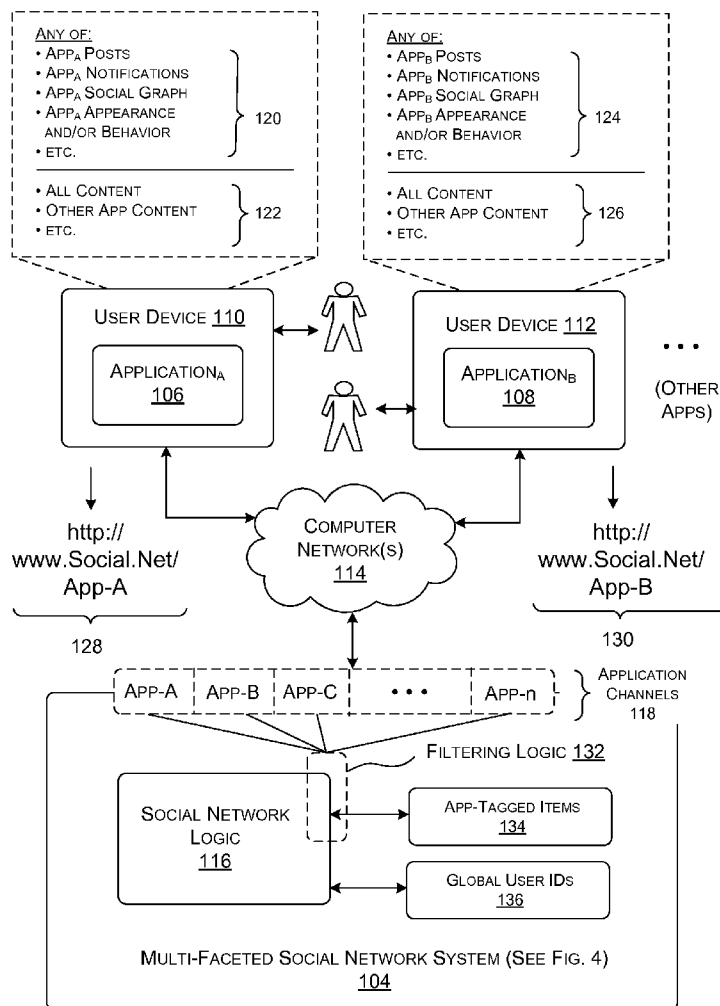 ANY OF:
• APPA POSTS
• APPA NOTIFICATIONS
• APPA SOCIAL GRAPH
• APPA APPEARANCE
AND/OR BEHAVIOR
• ETC.
120
• ALL CONTENT
• OTHER APP CONTENT
• ETC.
122
ANY OF:
• APPB POSTS
• APPB NOTIFICATIONS
• APPB SOCIAL GRAPH
• APPB APPEARANCE
AND/OR BEHAVIOR
• ETC.
124
• ALL CONTENT
• OTHER APP CONTENT
• ETC.
126
USER DEVICE 110
APPLICATIONA
106
USER DEVICE 112
APPLICATIONB
108
• • •
(OTHER
APPS)
http://
www.Social.Net/
App-A
128
COMPUTER
NETWORK(S)
114
http://
www.Social.Net/
App-B
130
APP-A
APP-B
APP-C
• • •
APP-n
APPLICATION
CHANNELS
118
FILTERING LOGIC 132
SOCIAL NETWORK
LOGIC
116
APP-TAGGED ITEMS
134
GLOBAL USER IDS
136
MULTI-FACETED SOCIAL NETWORK SYSTEM (SEE FIG. 4)
104